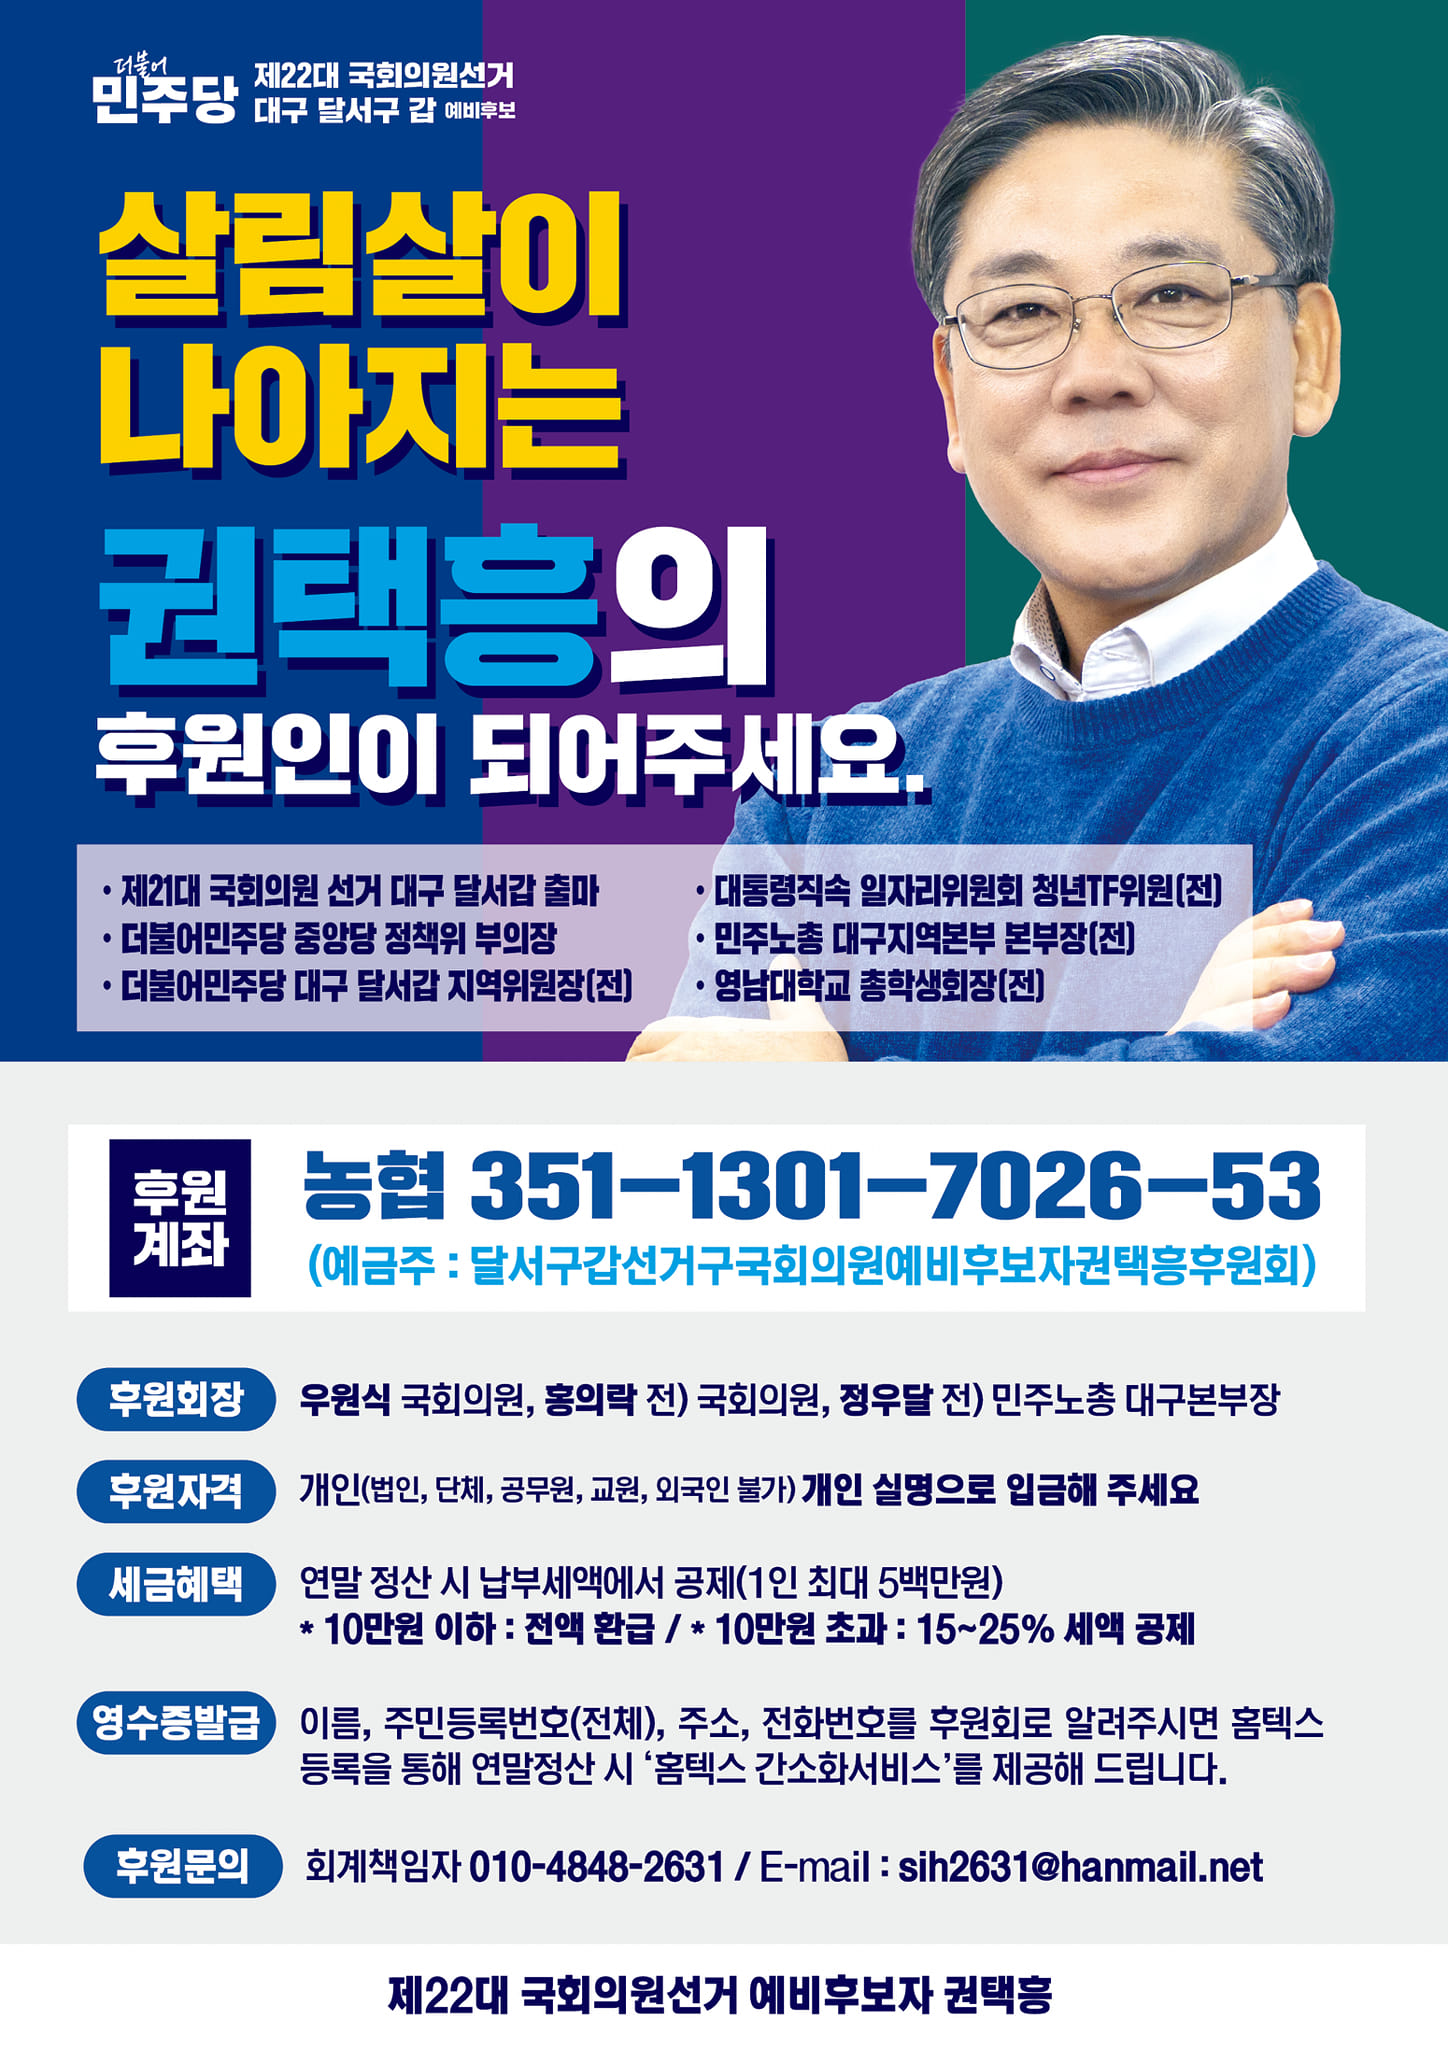 더불어
민주당
제22대 국회의원선거
대구 달서구 갑 예비후보
살림살이
나아지는
권택흥의
후원인이 되어주세요.
· 제21대 국회의원 선거 대구 달서갑 출마
· 더불어민주당 중앙당 정책위 부의장
· 더불어민주당 대구 달서갑 지역위원장(전)
· 대통령직속 일자리위원회 청년TF위원(전)
· 민주노총 대구지역본부 본부장(전)
· 영남대학교 총학생회장(전)
후원
계좌
농협 351-1301-7026-53
(예금주 : 달서구갑선거구국회의원예비후보자권택흥후원회)
후원회장 우원식 국회의원, 홍의락 전) 국회의원, 정우달 전) 민주노총 대구본부장
후원자격 개인(법인, 단체, 공무원, 교원, 외국인 불가) 개인 실명으로 입금해 주세요
세금혜택 연말 정산 시 납부세액에서 공제(1인 최대 5백만원)
* 10만원 이하 : 전액 환급 / * 10만원 초과 : 15~25% 세액 공제
영수증발급 이름, 주민등록번호(전체), 주소, 전화번호를 후원회로 알려주시면 홈텍스
등록을 통해 연말정산 시 ‘홈텍스 간소화서비스’를 제공해 드립니다.
후원문의 회계책임자 010-4848-2631 / E-mail : sih2631@hanmail.net
제22대 국회의원선거 예비후보자 권택흥